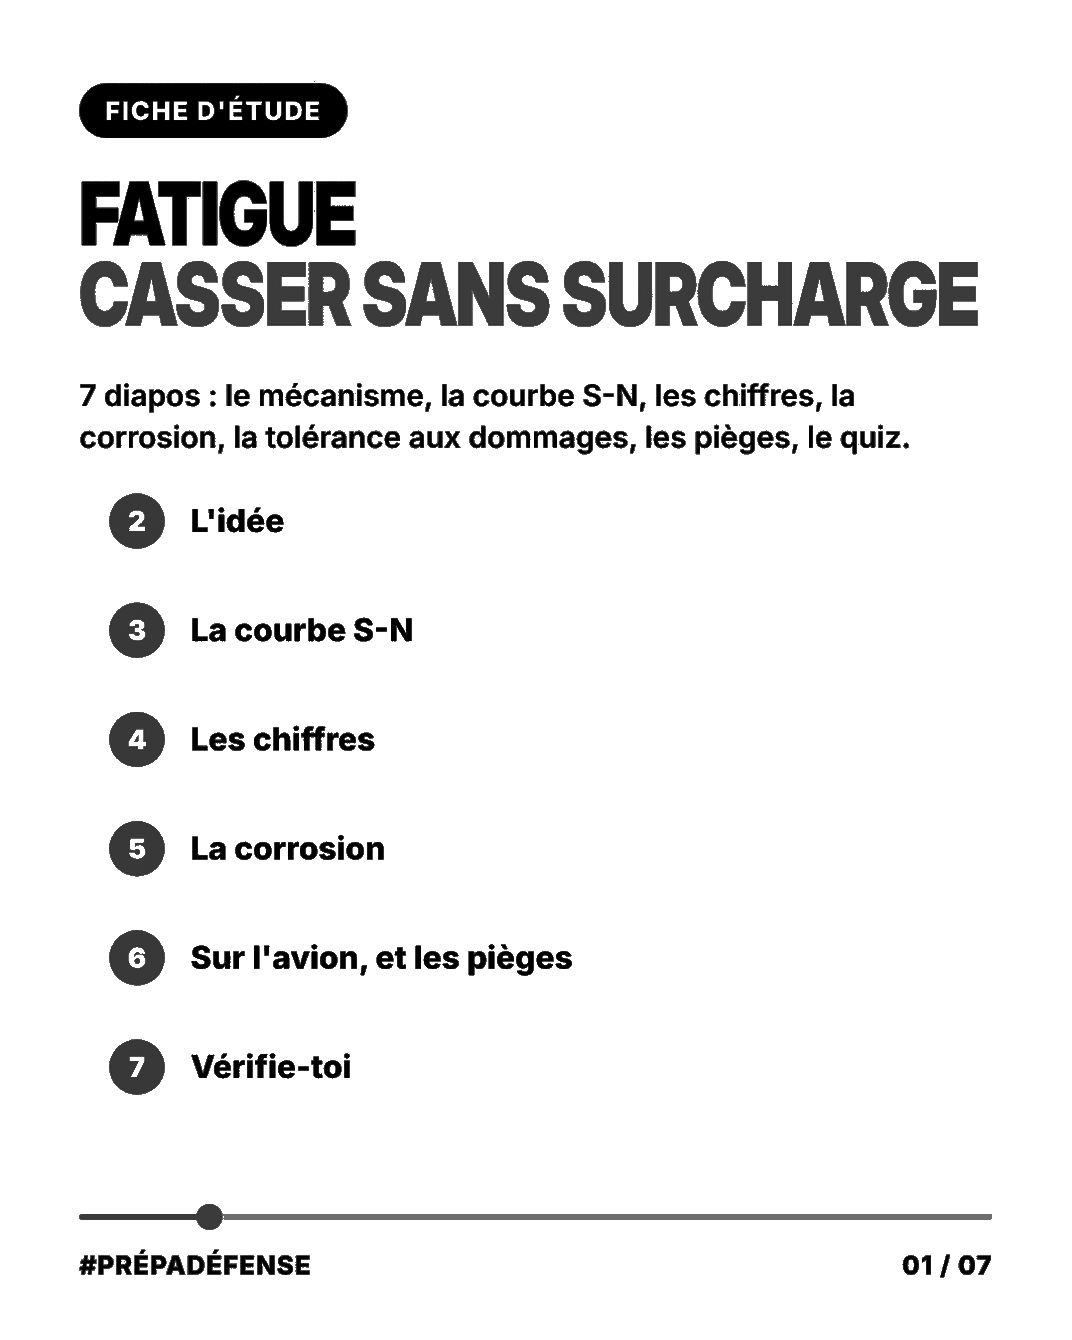 FICHE D'ÉTUDE
FATIGUE
CASSER SANS SURCHARGE
7 diapos : le mécanisme, la courbe S-N, les chiffres, la
corrosion, la tolérance aux dommages, les pièges, le quiz.
2 L'idée
3 La courbe S-N
4 Les chiffres
5 La corrosion
6 Sur l'avion, et les pièges
7 Vérifie-toi
#PRÉPADÉFENSE 01 / 07